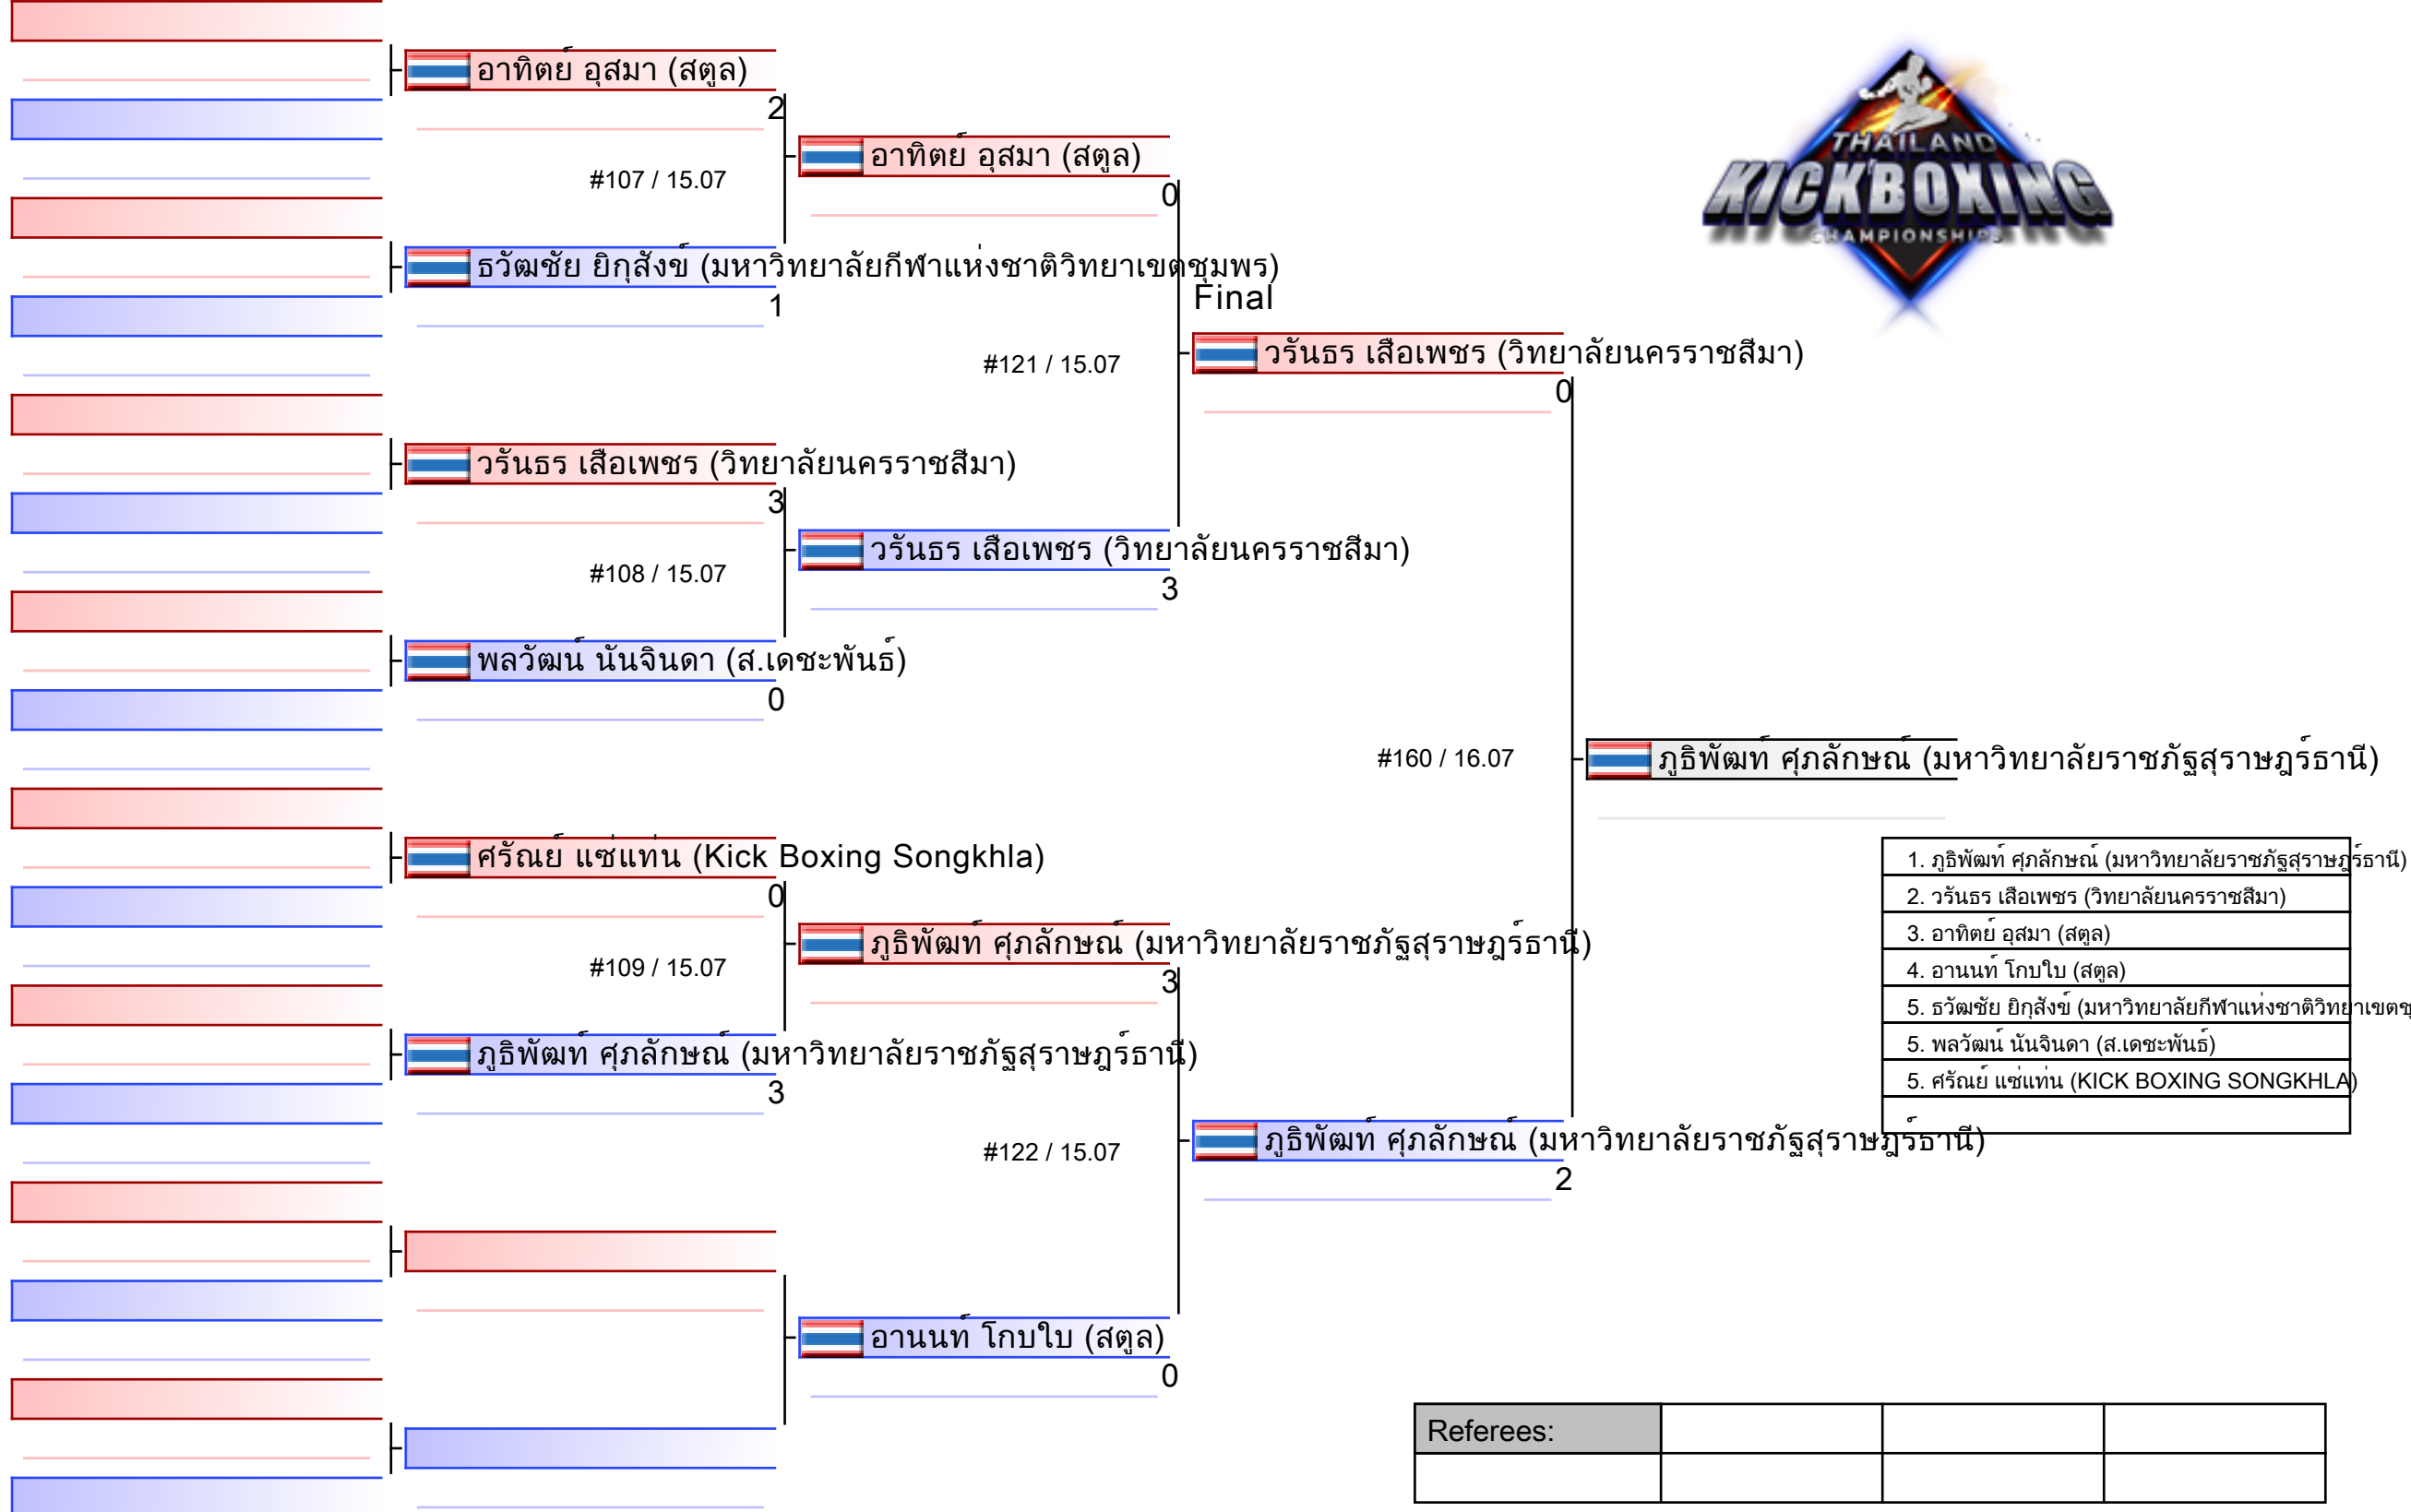 อาทิตย์ อุสมา (สตูล)
2
#107 / 15.07
ธวัฒชัย ยิกุสังข์ (มหาวิทยาลัยกีฬาแห่งชาติวิทยาเขตชุมพร)
1
วรันธร เสือเพชร (วิทยาลัยนครราชสีมา)
3
#108 / 15.07
พลวัฒน์ นันจินดา (ส.เดชะพันธ์)
0
ศรัณย์ แซ่แท่น (Kick Boxing Songkhla)
0
#109 / 15.07
ภูธิพัฒท์ ศุภลักษณ์ (มหาวิทยาลัยราชภัฐสุราษฎร์ธานี)
3
อาทิตย์ อุสมา (สตูล)
0
#121 / 15.07
วรันธร เสือเพชร (วิทยาลัยนครราชสีมา)
3
ภูธิพัฒท์ ศุภลักษณ์ (มหาวิทยาลัยราชภัฐสุราษฎร์ธานี)
3
#122 / 15.07
อานนท์ โกบใบ (สตูล)
0
Final
วรันธร เสือเพชร (วิทยาลัยนครราชสีมา)
0
#160 / 16.07
ภูธิพัฒท์ ศุภลักษณ์ (มหาวิทยาลัยราชภัฐสุราษฎร์ธานี)
2
THAILAND
KICKBOXING
CHAMPIONSHIPS
ภูธิพัฒท์ ศุภลักษณ์ (มหาวิทยาลัยราชภัฐสุราษฎร์ธานี)
1. ภูธิพัฒท์ ศุภลักษณ์ (มหาวิทยาลัยราชภัฐสุราษฎร์ธานี)
2. วรันธร เสือเพชร (วิทยาลัยนครราชสีมา)
3. อาทิตย์ อุสมา (สตูล)
4. อานนท์ โกบใบ (สตูล)
5. ธวัฒชัย ยิกุสังข์ (มหาวิทยาลัยกีฬาแห่งชาติวิทยาเขตชุ
5. พลวัฒน์ นันจินดา (ส.เดชะพันธ์)
5. ศรัณย์ แซ่แท่น (KICK BOXING SONGKHLA)
Referees: